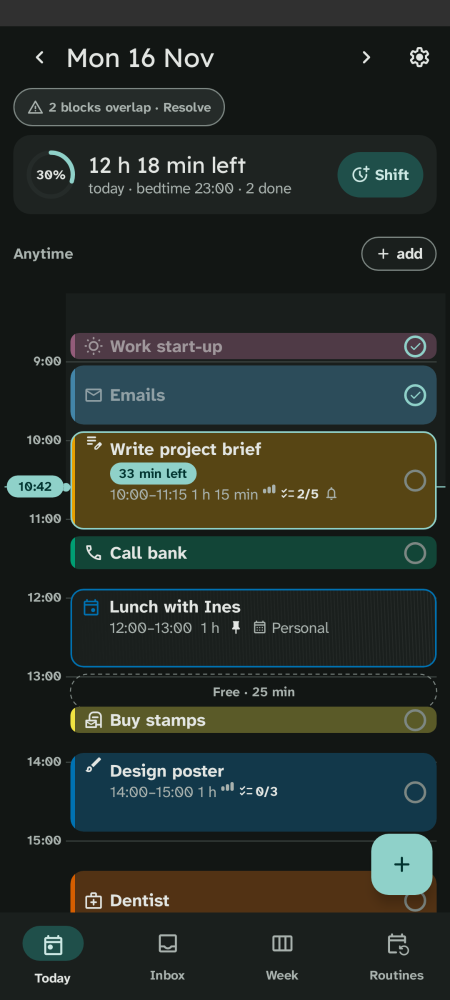 Mon 16 Nov
2 blocks overlap · Resolve
30%
12 h 18 min left
today · bedtime 23:00 · 2 done
Shift
Anytime
+ add
Work start-up
9:00
Emails
10:00
Write project brief
33 min left
10:42
10:00–11:15 1 h 15 min 2/5
11:00
Call bank
12:00
Lunch with Ines
12:00–13:00 1 h Personal
13:00
Free · 25 min
Buy stamps
14:00
Design poster
14:00–15:00 1 h 0/3
15:00
Dentist
Today
Inbox
Week
Routines